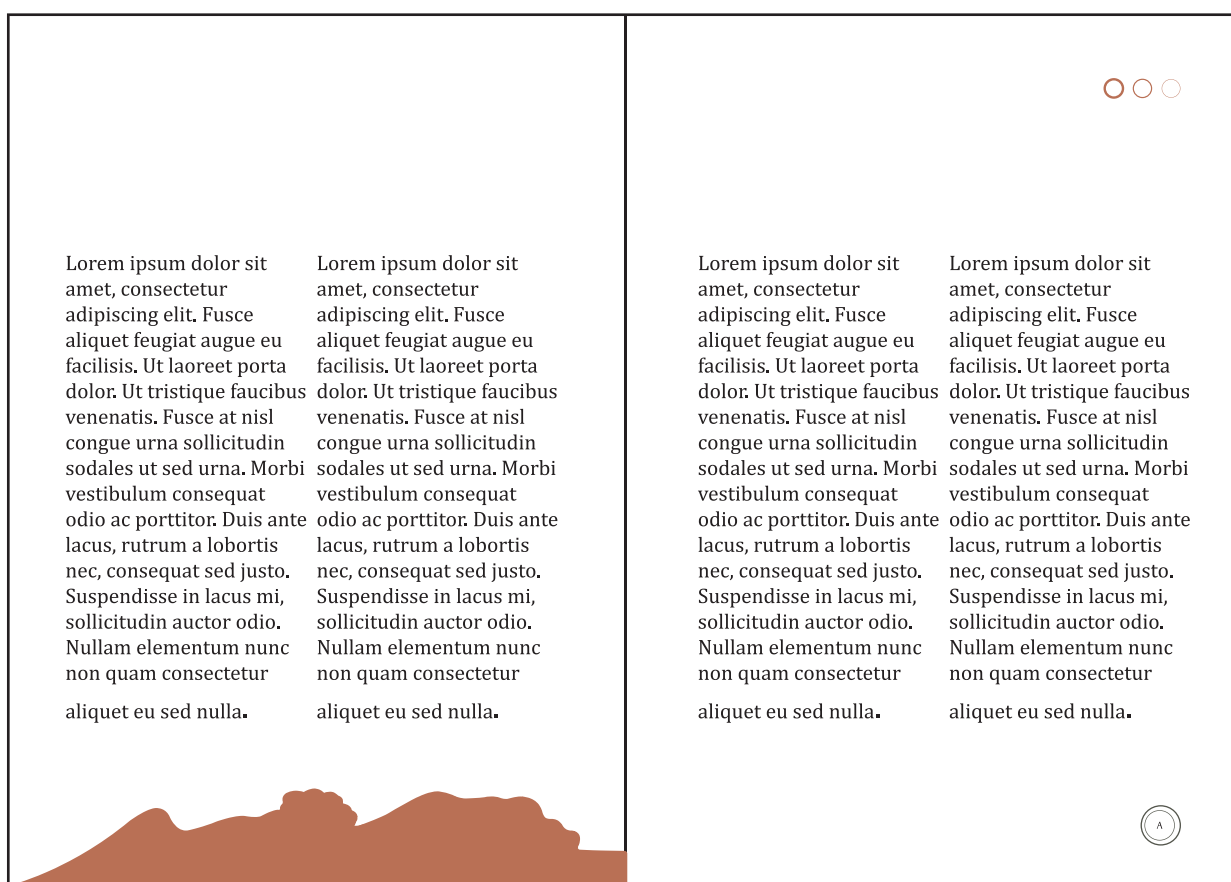 Lorem ipsum dolor sit
amet, consectetur
adipiscing elit. Fusce
aliquet feugiat augue eu
facilisis. Ut laoreet porta
dolor. Ut tristique faucibus
venenatis. Fusce at nisl
congue urna sollicitudin
sodales ut sed urna. Morbi
vestibulum consequat
odio ac porttitor. Duis ante
lacus, rutrum a lobortis
nec, consequat sed justo.
Suspendisse in lacus mi,
sollicitudin auctor odio.
Nullam elementum nunc
non quam consectetur
aliquet eu sed nulla.
Lorem ipsum dolor sit
amet, consectetur
adipiscing elit. Fusce
aliquet feugiat augue eu
facilisis. Ut laoreet porta
dolor. Ut tristique faucibus
venenatis. Fusce at nisl
congue urna sollicitudin
sodales ut sed urna. Morbi
vestibulum consequat
odio ac porttitor. Duis ante
lacus, rutrum a lobortis
nec, consequat sed justo.
Suspendisse in lacus mi,
sollicitudin auctor odio.
Nullam elementum nunc
non quam consectetur
aliquet eu sed nulla.
Lorem ipsum dolor sit
amet, consectetur
adipiscing elit. Fusce
aliquet feugiat augue eu
facilisis. Ut laoreet porta
dolor. Ut tristique faucibus
venenatis. Fusce at nisl
congue urna sollicitudin
sodales ut sed urna. Morbi
vestibulum consequat
odio ac porttitor. Duis ante
lacus, rutrum a lobortis
nec, consequat sed justo.
Suspendisse in lacus mi,
sollicitudin auctor odio.
Nullam elementum nunc
non quam consectetur
aliquet eu sed nulla.
Lorem ipsum dolor sit
amet, consectetur
adipiscing elit. Fusce
aliquet feugiat augue eu
facilisis. Ut laoreet porta
dolor. Ut tristique faucibus
venenatis. Fusce at nisl
congue urna sollicitudin
sodales ut sed urna. Morbi
vestibulum consequat
odio ac porttitor. Duis ante
lacus, rutrum a lobortis
nec, consequat sed justo.
Suspendisse in lacus mi,
sollicitudin auctor odio.
Nullam elementum nunc
non quam consectetur
aliquet eu sed nulla.
A